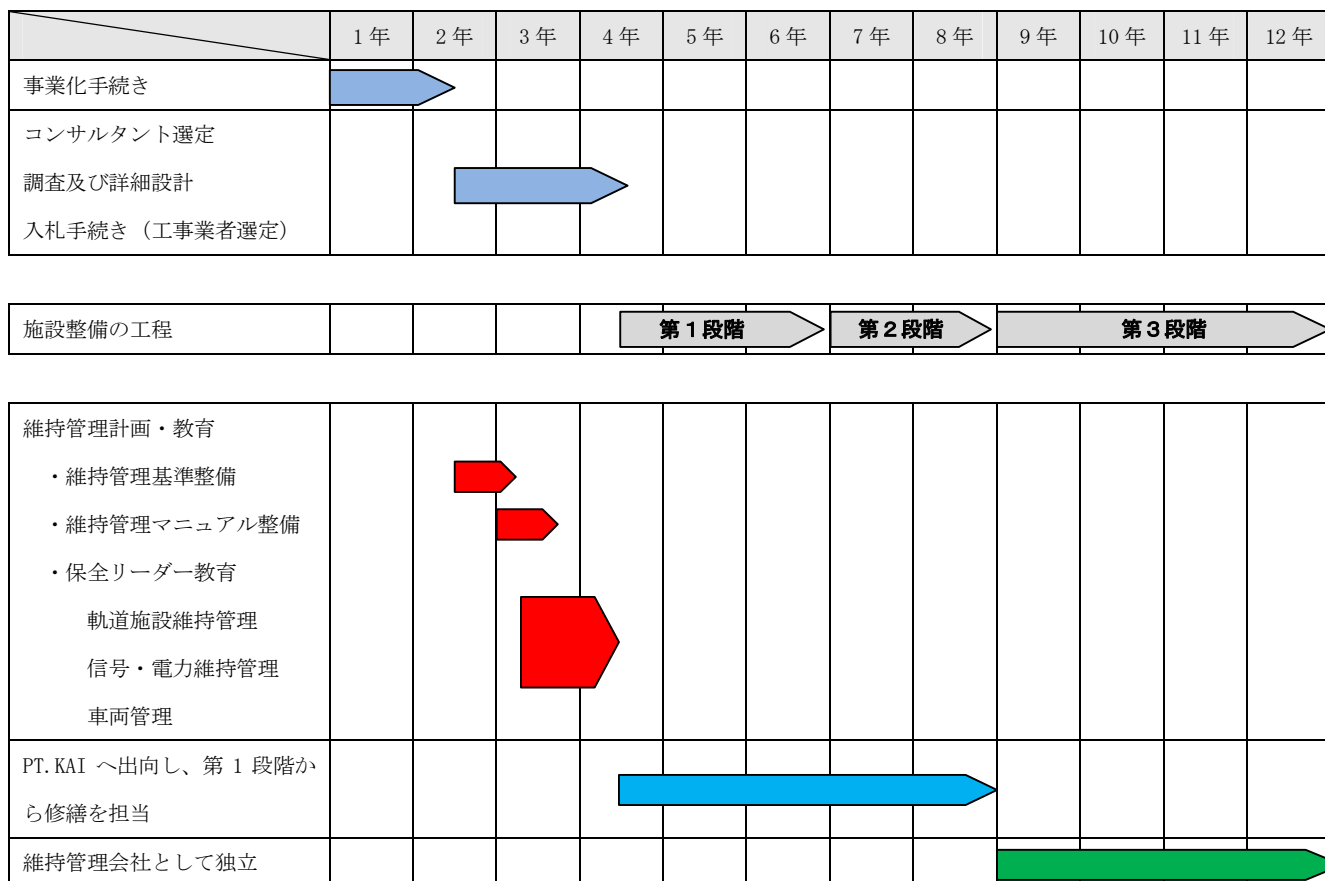 1年 2年 3年 4年 5年 6年 7年 8年 9年 10年 11年 12年
事業化手続き
コンサルタント選定
調査及び詳細設計
入札手続き（工事業者選定）
施設整備の工程 第1段階 第2段階 第3段階
維持管理計画・教育
・維持管理基準整備
・維持管理マニュアル整備
・保全リーダー教育
軌道施設維持管理
信号・電力維持管理
車両管理
PT.KAI へ出向し、第 1 段階か
ら修繕を担当
維持管理会社として独立